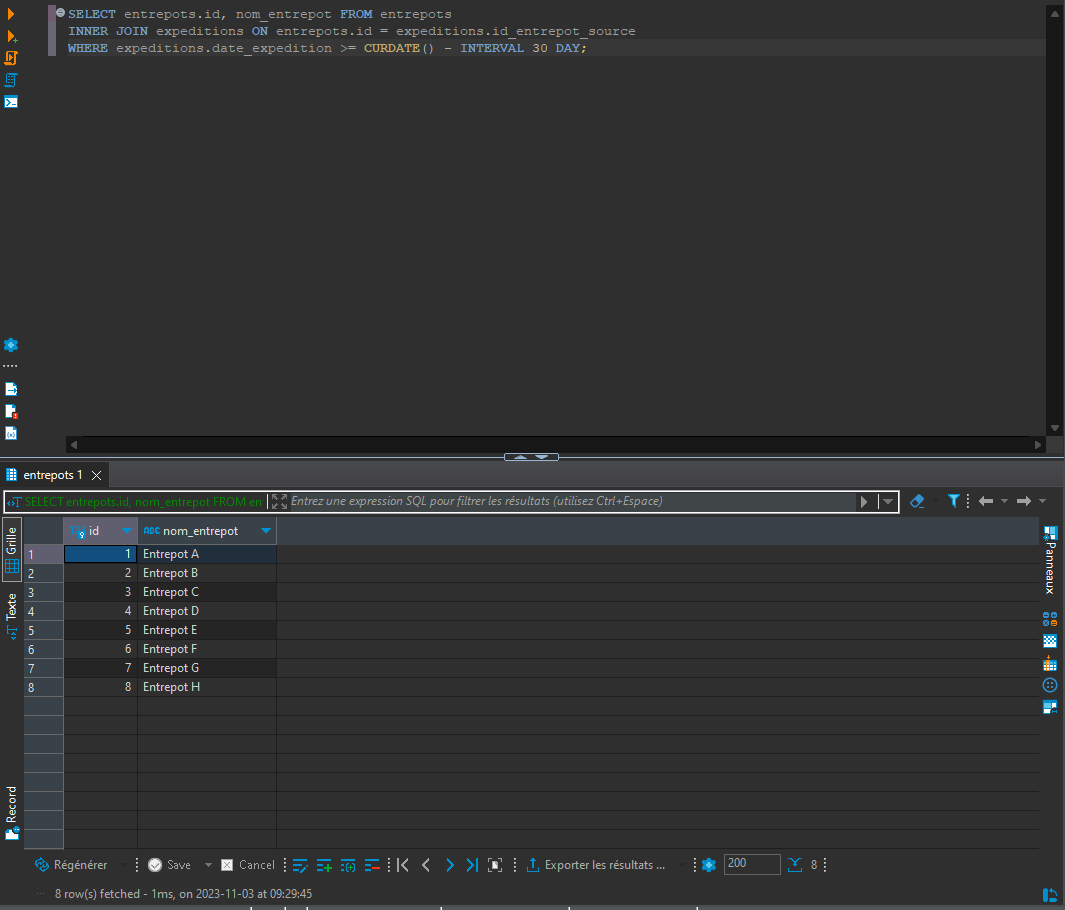 SELECT entrepots.id, nom_entrepot FROM entrepots
INNER JOIN expeditions ON entrepots.id = expeditions.id_entrepot_source
WHERE expeditions.date_expedition >= CURDATE() - INTERVAL 30 DAY;
entrepots 1
SELECT entrepots.id, nom_entrepot FROM en Entrez une expression SQL pour filtrer les résultats (utilisez Ctrl+Espace)
id nom_entrepot
1 1 Entrepot A
2 2 Entrepot B
3 3 Entrepot C
4 4 Entrepot D
5 5 Entrepot E
6 6 Entrepot F
7 7 Entrepot G
8 8 Entrepot H
Grille
Texte
Record
Panneaux
Régénérer Save Cancel Exporter les résultats ... 200 8
8 row(s) fetched - 1ms, on 2023-11-03 at 09:29:45